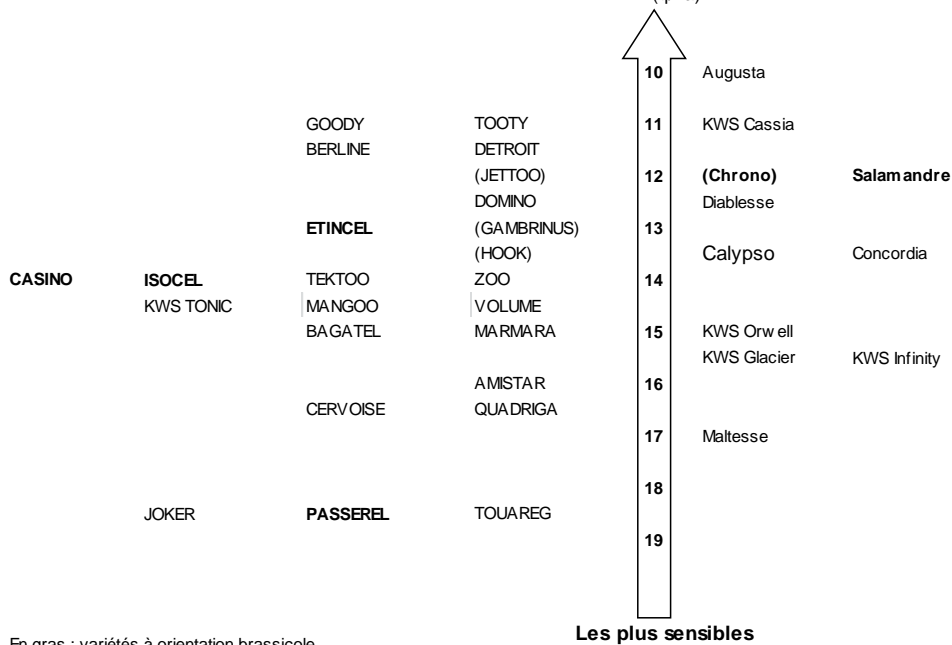 10 Augusta
GOODY TOOTY 11 KWS Cassia
BERLINE DETROIT
(JETTOO) 12 (Chrono) Salamandre
DOMINO Diablesse
ETINCEL (GAMBRINUS) 13
(HOOK) Calypso Concordia
CASINO ISOCEL TEKTOO ZOO 14
KWS TONIC MANGOO VOLUME
BAGATEL MARMARA 15 KWS Orwell
KWS Glacier KWS Infinity
AMISTAR 16
CERVOISE QUADRIGA
17 Maltesse
18
JOKER PASSEREL TOUAREG
19
Les plus sensibles
En gras : variétés à orientation brassicole